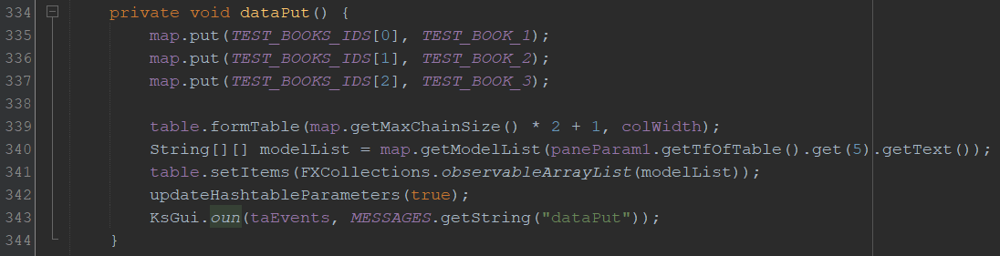 334 private void dataPut() {
335 map.put(TEST_BOOKS_IDS[0], TEST_BOOK_1);
336 map.put(TEST_BOOKS_IDS[1], TEST_BOOK_2);
337 map.put(TEST_BOOKS_IDS[2], TEST_BOOK_3);
338
339 table.formTable(map.getMaxChainSize() * 2 + 1, colWidth);
340 String[][] modelList = map.getModelList(paneParam1.getTfOfTable().get(5).getText());
341 table.setItems(FXCollections.observableArrayList(modelList));
342 updateHashtableParameters(true);
343 KsGui.oun(taEvents, MESSAGES.getString("dataPut"));
344 }